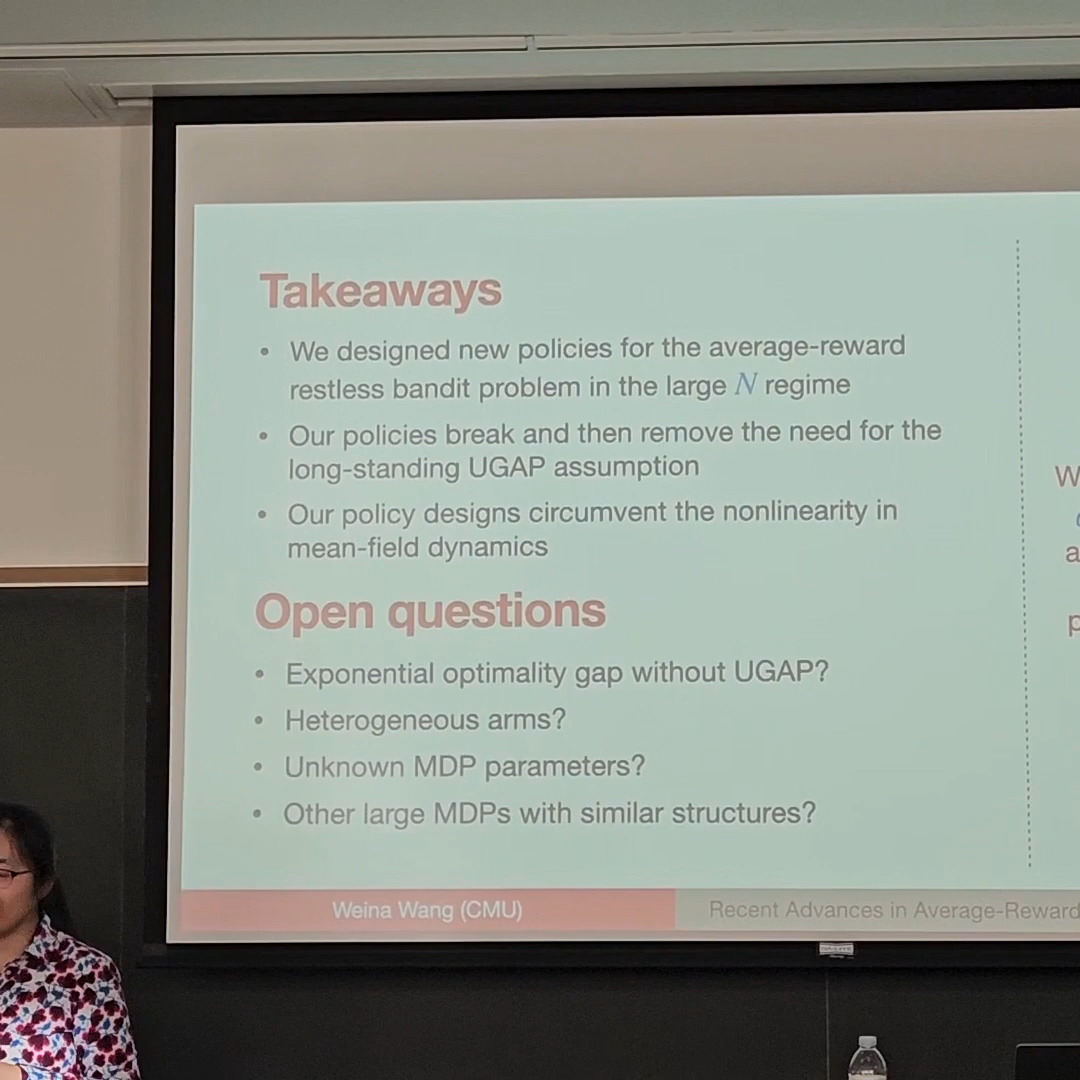 Takeaways
• We designed new policies for the average-reward
restless bandit problem in the large N regime
• Our policies break and then remove the need for the
long-standing UGAP assumption
• Our policy designs circumvent the nonlinearity in
mean-field dynamics
Open questions
• Exponential optimality gap without UGAP?
• Heterogeneous arms?
• Unknown MDP parameters?
• Other large MDPs with similar structures?
Weina Wang (CMU)
Recent Advances in Average-Reward